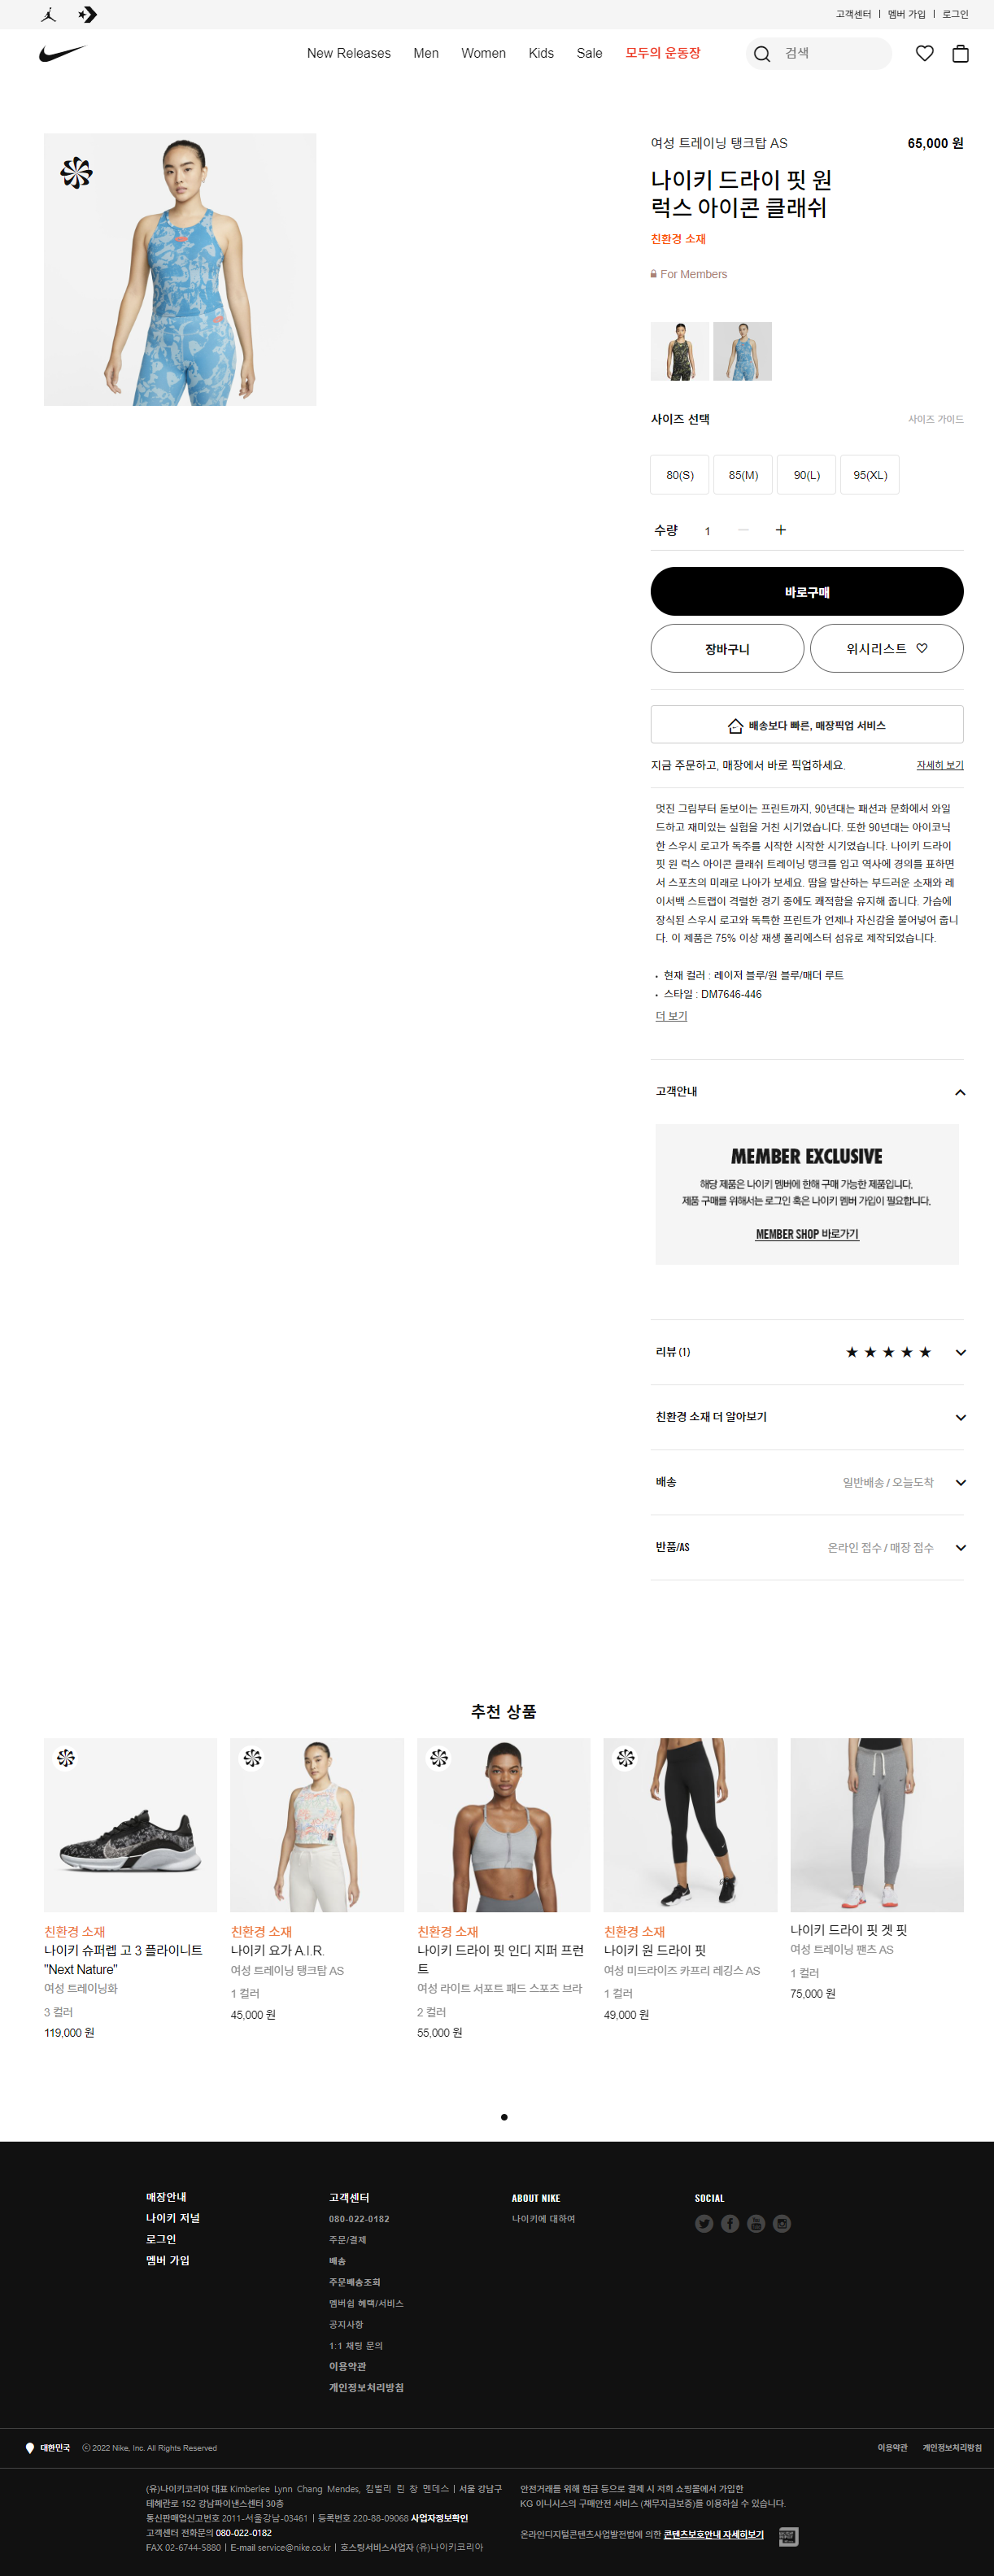 고객센터 | 멤버 가입 | 로그인
New Releases Men Women Kids Sale 모두의 운동장 검색
여성 트레이닝 탱크탑 AS 65,000 원
나이키 드라이 핏 원
럭스 아이콘 클래쉬
친환경 소재
For Members
사이즈 선택 사이즈 가이드
80(S) 85(M) 90(L) 95(XL)
수량 1
바로구매
장바구니 위시리스트
배송보다 빠른, 매장픽업 서비스
지금 주문하고, 매장에서 바로 픽업하세요. 자세히 보기
멋진 그림부터 돋보이는 프린트까지, 90년대는 패션과 문화에서 와일
드하고 재미있는 실험을 거친 시기였습니다. 또한 90년대는 아이코닉
한 스우시 로고가 독주를 시작한 시작한 시기였습니다. 나이키 드라이
핏 원 럭스 아이콘 클래쉬 트레이닝 탱크를 입고 역사에 경의를 표하면
서 스포츠의 미래로 나아가 보세요. 땀을 발산하는 부드러운 소재와 레
이서백 스트랩이 격렬한 경기 중에도 쾌적함을 유지해 줍니다. 가슴에
장식된 스우시 로고와 독특한 프린트가 언제나 자신감을 불어넣어 줍니
다. 이 제품은 75% 이상 재생 폴리에스터 섬유로 제작되었습니다.
• 현재 컬러 : 레이저 블루/원 블루/매더 루트
• 스타일 : DM7646-446
더 보기
고객안내
MEMBER EXCLUSIVE
해당 제품은 나이키 멤버에 한해 구매 가능한 제품입니다.
제품 구매를 위해서는 로그인 혹은 나이키 멤버 가입이 필요합니다.
MEMBER SHOP 바로가기
리뷰 (1) ★ ★ ★ ★ ★
친환경 소재 더 알아보기
배송 일반배송 / 오늘도착
반품/AS 온라인 접수 / 매장 접수
추천 상품
친환경 소재
나이키 슈퍼렙 고 3 플라이니트
"Next Nature"
여성 트레이닝화
3 컬러
119,000 원
친환경 소재
나이키 요가 A.I.R.
여성 트레이닝 탱크탑 AS
1 컬러
45,000 원
친환경 소재
나이키 드라이 핏 인디 지퍼 프런
트
여성 라이트 서포트 패드 스포츠 브라
2 컬러
55,000 원
친환경 소재
나이키 원 드라이 핏
여성 미드라이즈 카프리 레깅스 AS
1 컬러
49,000 원
나이키 드라이 핏 겟 핏
여성 트레이닝 팬츠 AS
1 컬러
75,000 원
매장안내
나이키 저널
로그인
멤버 가입
고객센터
080-022-0182
주문/결제
배송
주문배송조회
멤버쉽 혜택/서비스
공지사항
1:1 채팅 문의
이용약관
개인정보처리방침
ABOUT NIKE
나이키에 대하여
SOCIAL
대한민국 ⓒ 2022 Nike, Inc. All Rights Reserved 이용약관 개인정보처리방침
(유)나이키코리아 대표 Kimberlee Lynn Chang Mendes, 킴벌리 린 창 멘데스 | 서울 강남구
테헤란로 152 강남파이낸스센터 30층
통신판매업신고번호 2011-서울강남-03461 | 등록번호 220-88-09068 사업자정보확인
고객센터 전화문의 080-022-0182
FAX 02-6744-5880 | E-mail service@nike.co.kr | 호스팅서비스사업자 (유)나이키코리아
안전거래를 위해 현금 등으로 결제 시 저희 쇼핑몰에서 가입한
KG 이니시스의 구매안전 서비스 (채무지급보증)를 이용하실 수 있습니다.
온라인디지털콘텐츠사업발전법에 의한 콘텐츠보호안내 자세히보기